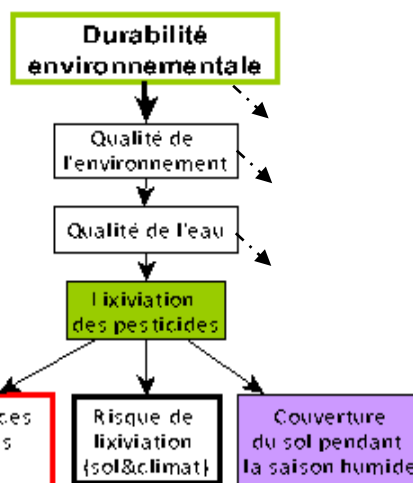 Durabilité
environnementale
Qualité de
l'environnement
Qualité de l'eau
Lixiviation
des pesticides
Risque de
lixiviation
{sol&climat}
Couverture
du sol pendant
la saison humide